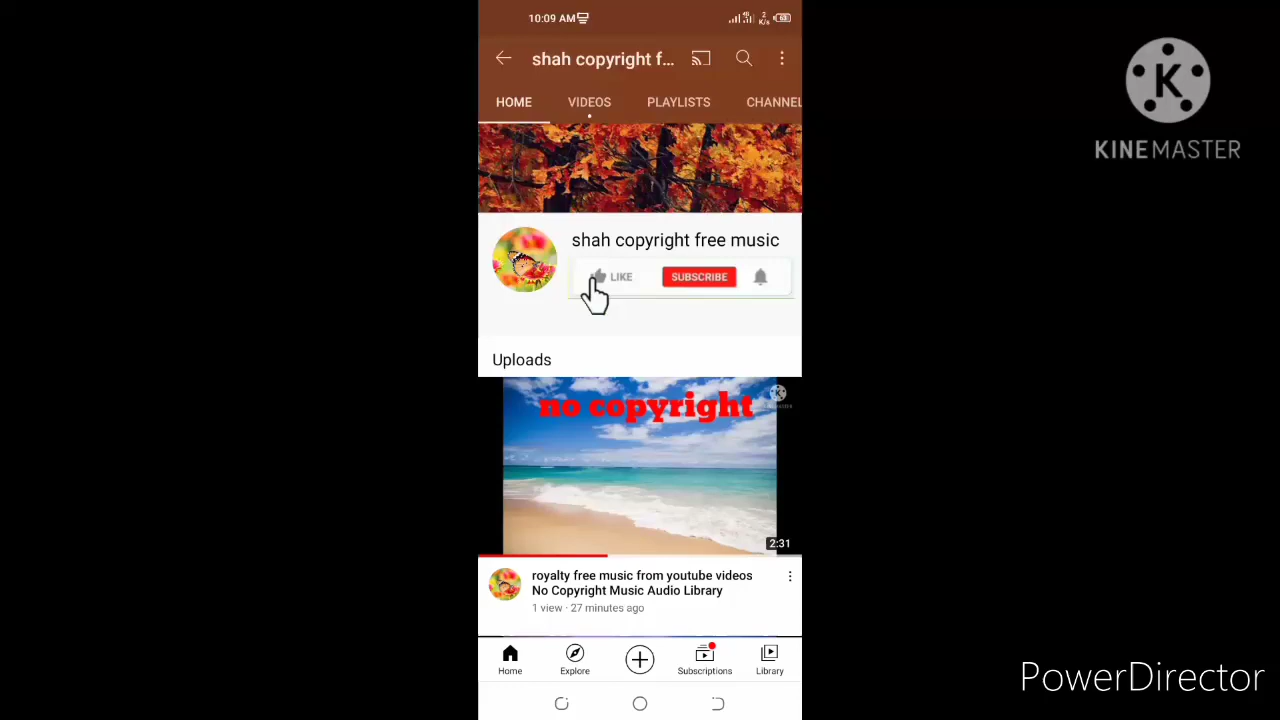 10:09 AM
shah copyright f...
HOME VIDEOS PLAYLISTS CHANNEL
K
KINEMASTER
shah copyright free music
LIKE SUBSCRIBE
Uploads
no copyright
2:31
royalty free music from youtube videos
No Copyright Music Audio Library
1 view · 27 minutes ago
Home Explore Subscriptions Library
PowerDirector